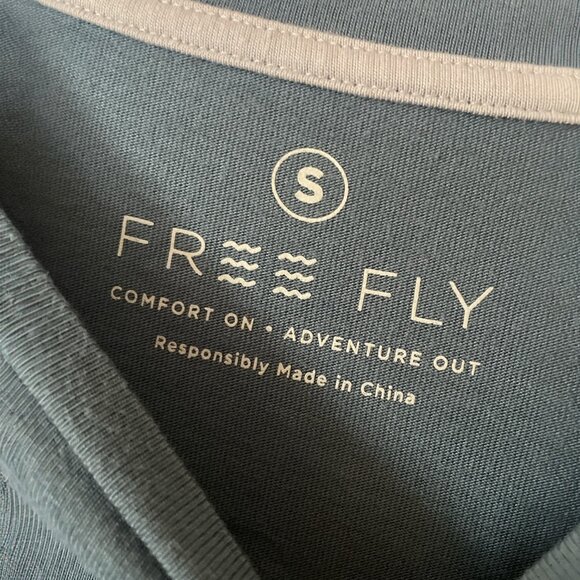 S
FREE FLY
COMFORT ON • ADVENTURE OUT
Responsibly Made in China